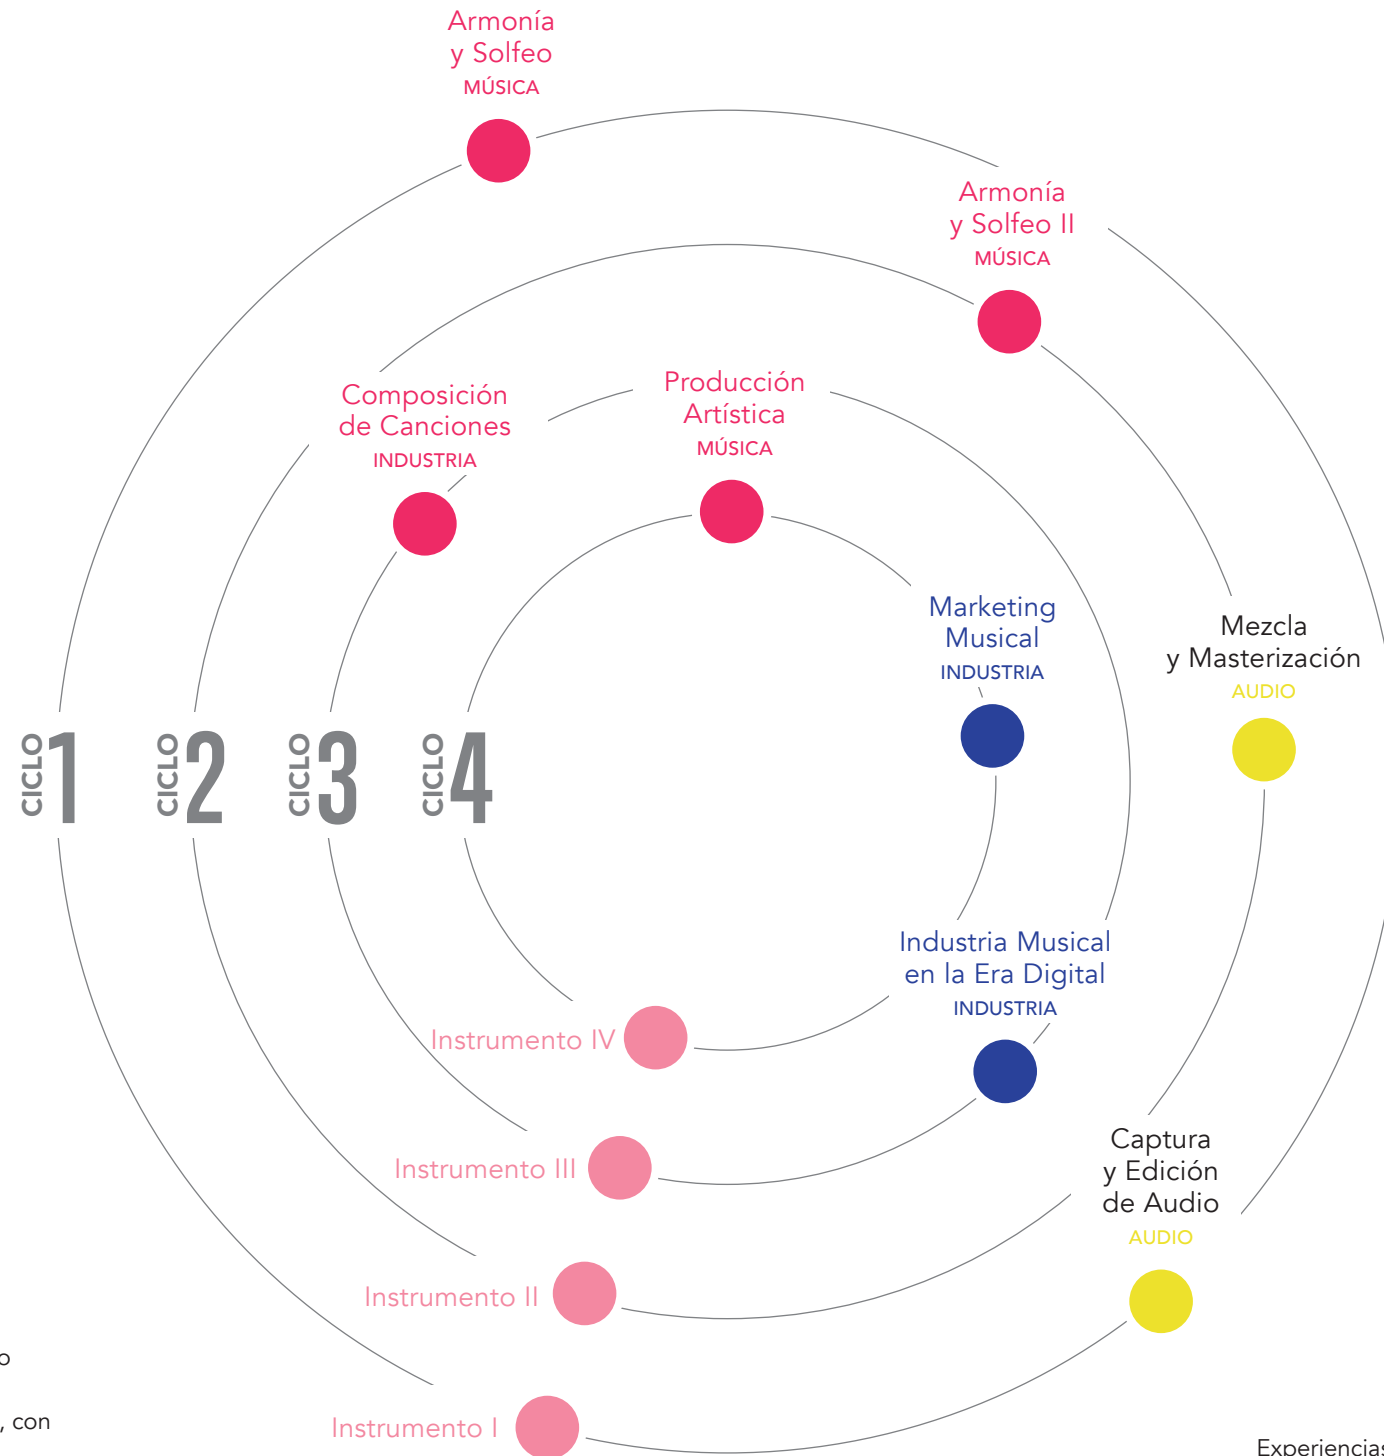 Armonía
y Solfeo
MÚSICA
Armonía
y Solfeo II
MÚSICA
Composición
de Canciones
INDUSTRIA
Producción
Artística
MÚSICA
Marketing
Musical
INDUSTRIA
Mezcla
y Masterización
AUDIO
CICLO 1
CICLO 2
CICLO 3
CICLO 4
Industria Musical
en la Era Digital
INDUSTRIA
Instrumento IV
Captura
y Edición
de Audio
AUDIO
Instrumento III
Instrumento II
o
, con
Instrumento I
Experiencias